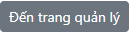 Đến trang quản lý